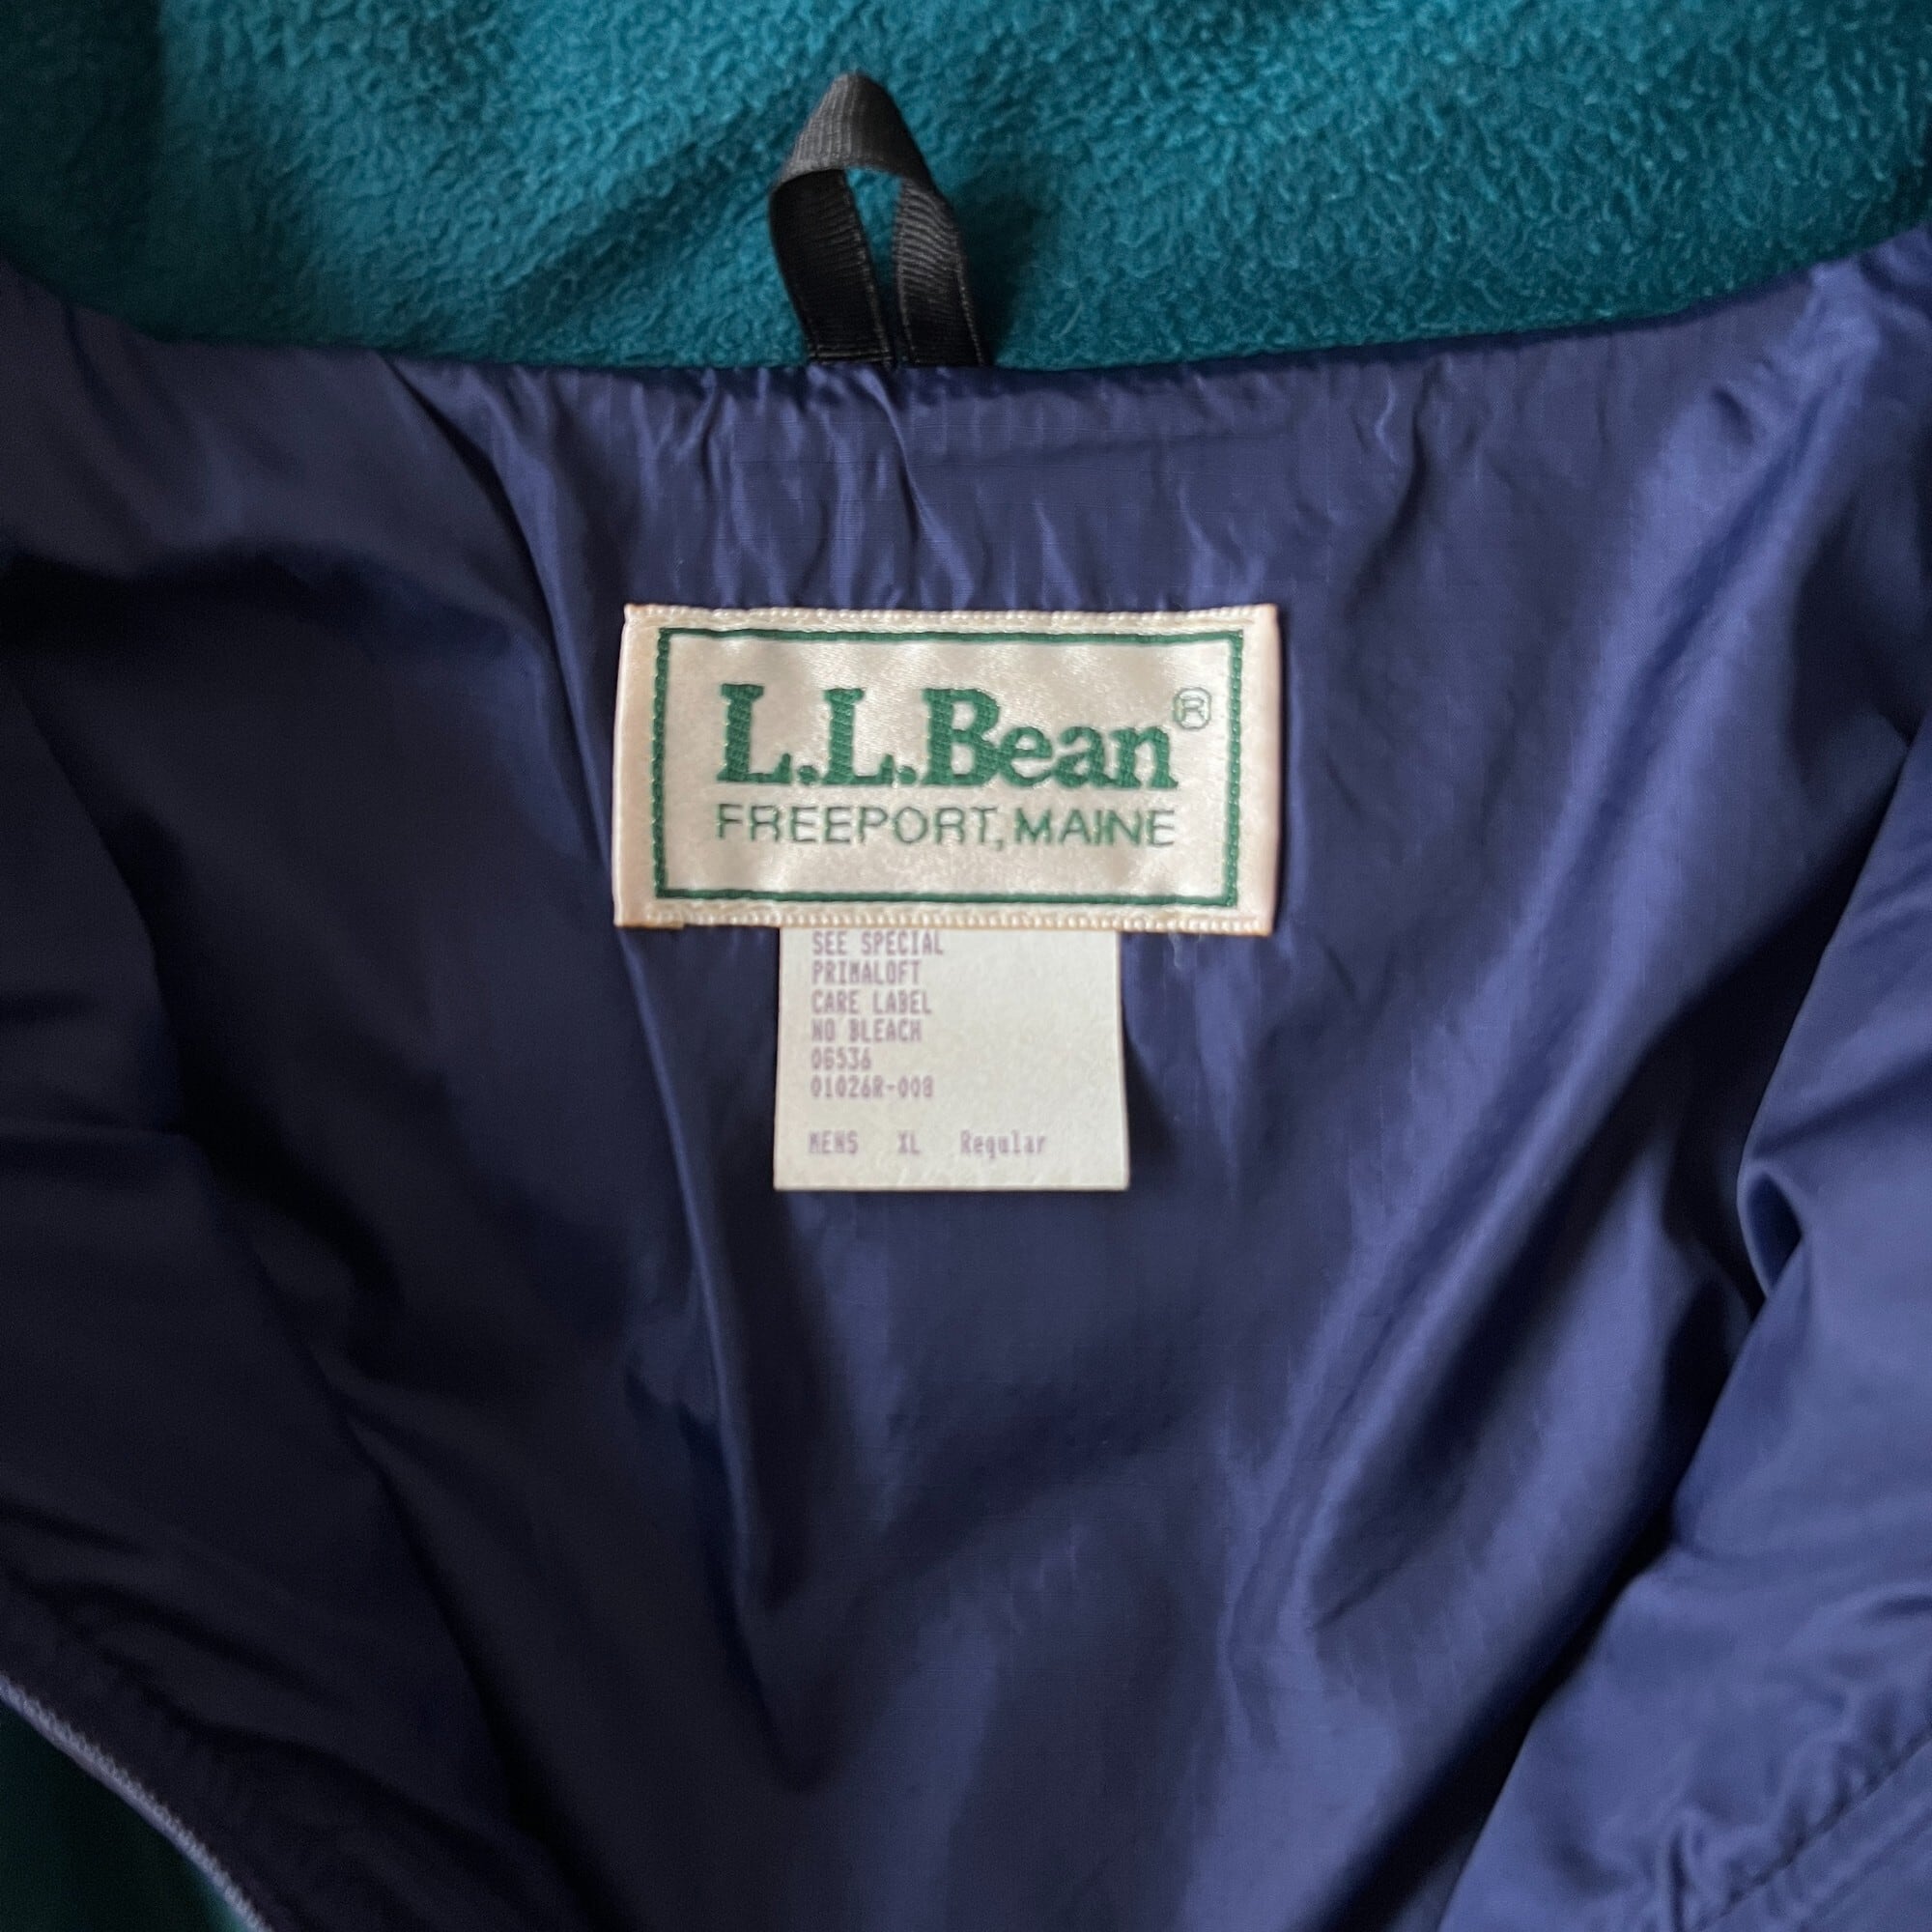 L.L.Bean®
FREEPORT, MAINE
SEE SPECIAL
PRIMALOFT
CARE LABEL
NO BLEACH
06536
01026R-008
MENS XL Regular